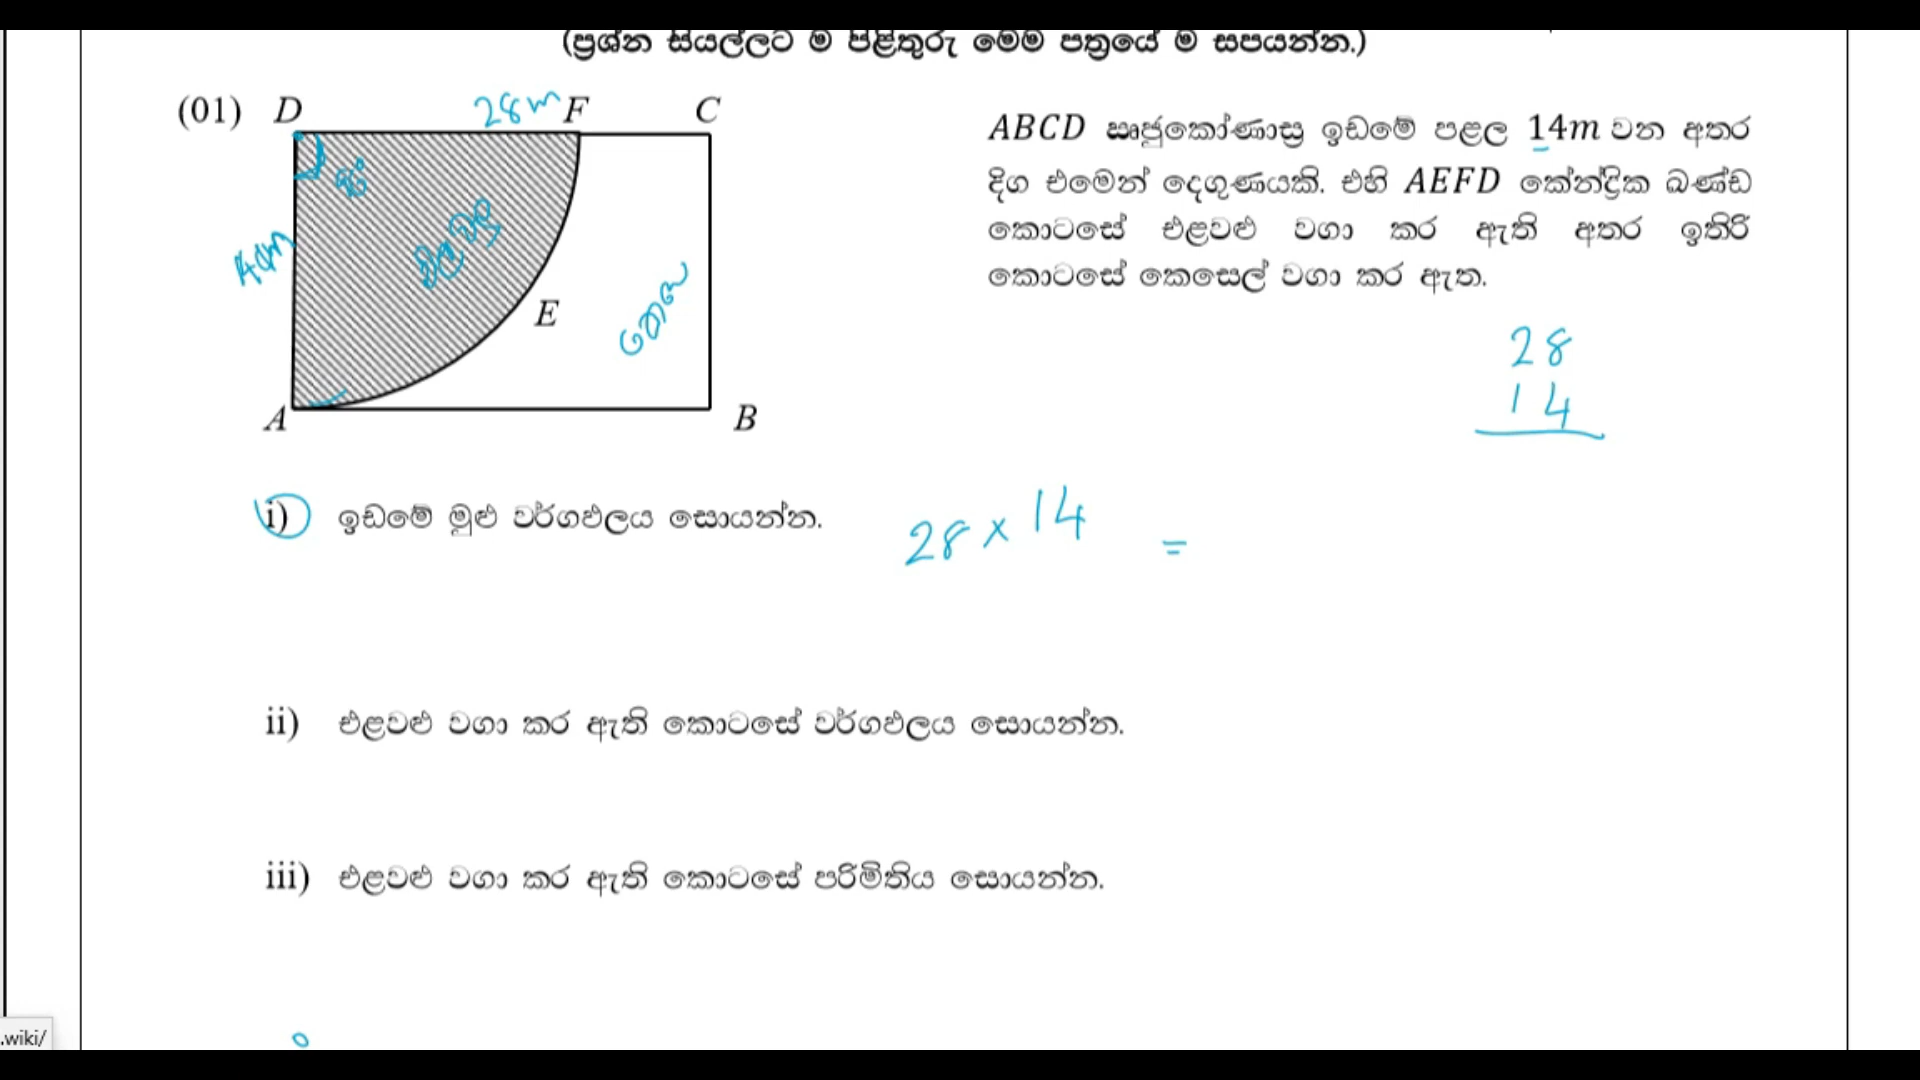 (ප්‍රශ්න සියල්ලට ම පිළිතුරු මෙම පත්‍රයේ ම සපයන්න.)
(01) D 28m F C
ABCD සෘජුකෝණාස්‍ර ඉඩමේ පළල 14m වන අතර
දිග එමෙන් දෙගුණයකි. එහි AEFD කේන්ද්‍රික ඛණ්ඩ
කොටසේ එළවළු වගා කර ඇති අතර ඉතිරි
කොටසේ කෙසෙල් වගා කර ඇත.
90°
E
A B
28
14
i) ඉඩමේ මුළු වර්ගඵලය සොයන්න. 28 × 14 =
ii) එළවළු වගා කර ඇති කොටසේ වර්ගඵලය සොයන්න.
iii) එළවළු වගා කර ඇති කොටසේ පරිමිතිය සොයන්න.
.wiki/